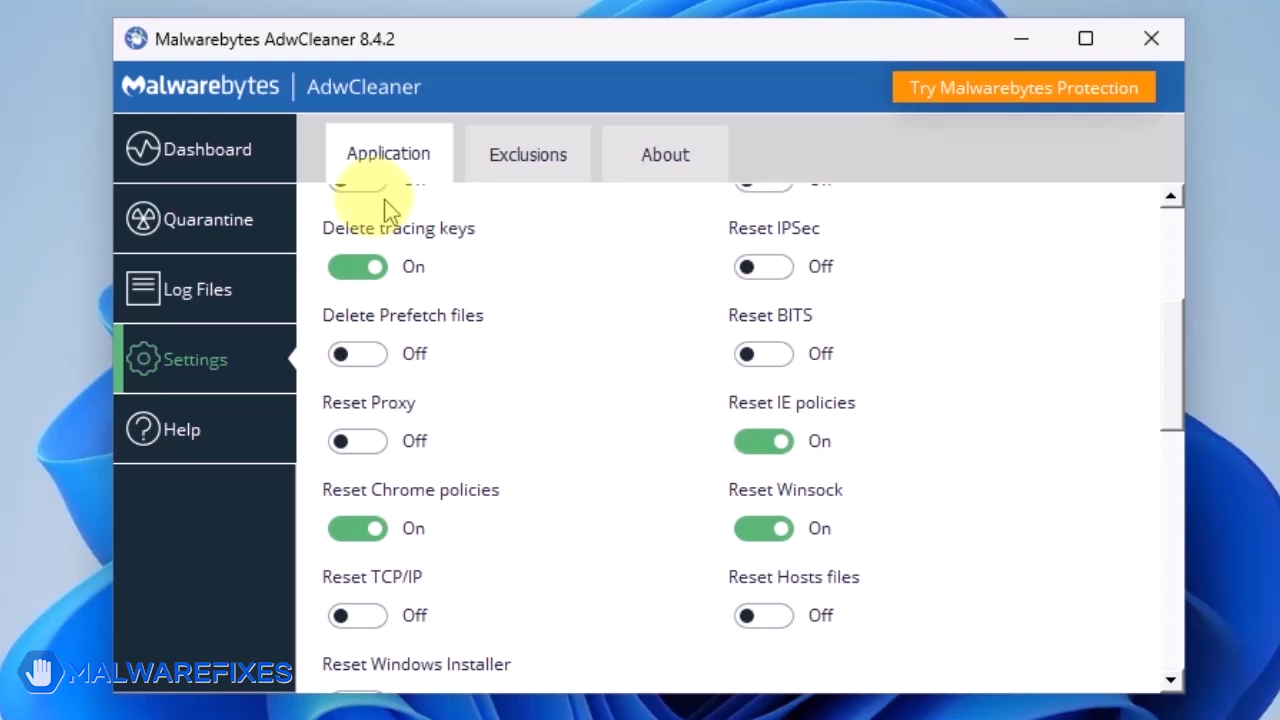 Malwarebytes AdwCleaner 8.4.2
Malwarebytes | AdwCleaner
Try Malwarebytes Protection
Dashboard
Quarantine
Log Files
Settings
Help
Application
Exclusions
About
Delete tracing keys
On
Reset IPSec
Off
Delete Prefetch files
Off
Reset BITS
Off
Reset Proxy
Off
Reset IE policies
On
Reset Chrome policies
On
Reset Winsock
On
Reset TCP/IP
Off
Reset Hosts files
Off
Reset Windows Installer
MALWAREFIXES